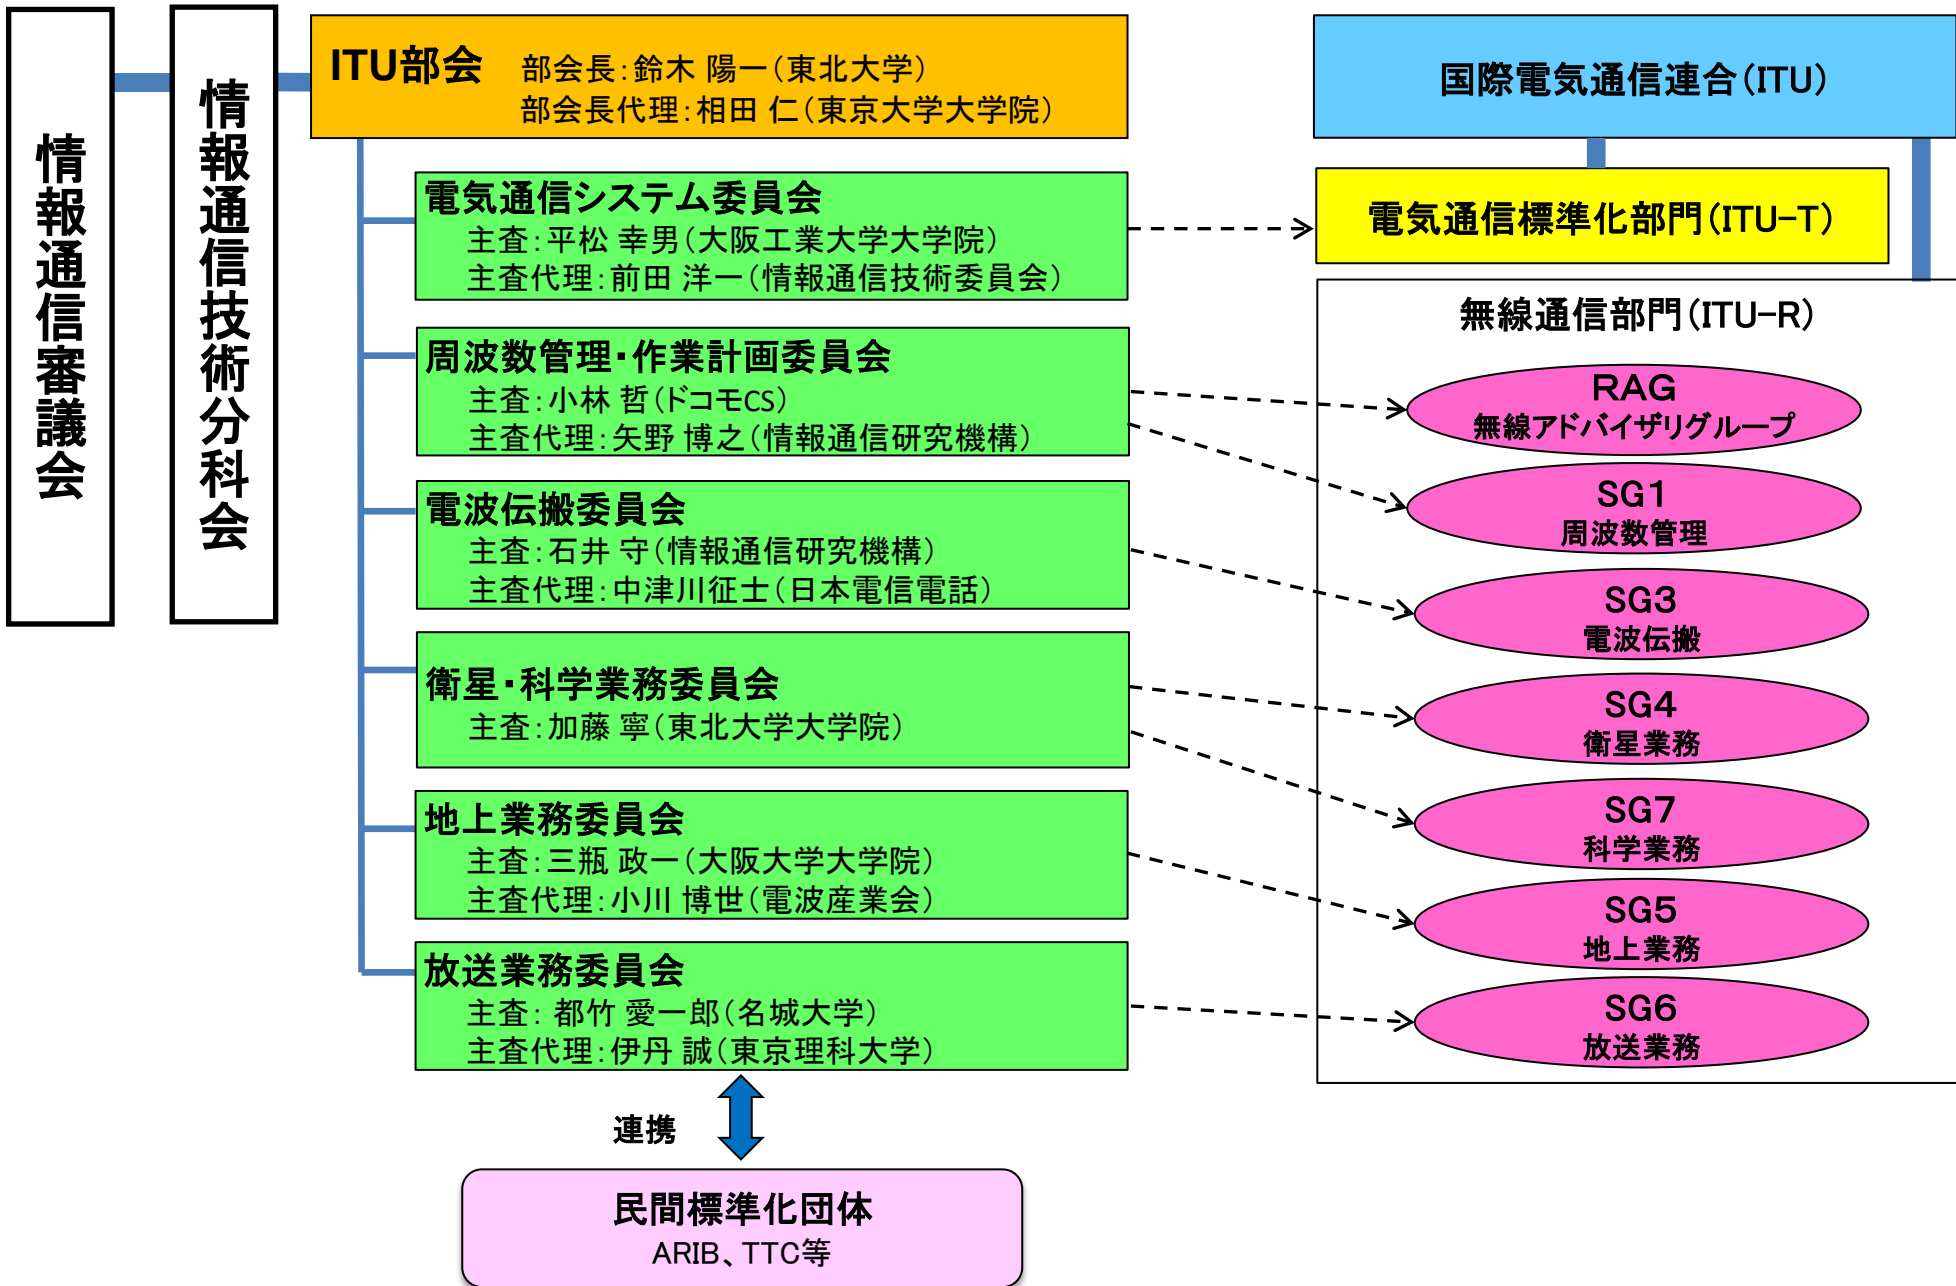 情報通信審議会
情報通信技術分科会
ITU部会
部会長：鈴木 陽一（東北大学）
部会長代理：相田 仁（東京大学大学院）
電気通信システム委員会
主査：平松 幸男（大阪工業大学大学院）
主査代理：前田 洋一（情報通信技術委員会）
周波数管理・作業計画委員会
主査：小林 哲（ドコモCS）
主査代理：矢野 博之（情報通信研究機構）
電波伝搬委員会
主査：石井 守（情報通信研究機構）
主査代理：中津川征士（日本電信電話）
衛星・科学業務委員会
主査：加藤 寧（東北大学大学院）
地上業務委員会
主査：三瓶 政一（大阪大学大学院）
主査代理：小川 博世（電波産業会）
放送業務委員会
主査： 都竹 愛一郎（名城大学）
主査代理：伊丹 誠（東京理科大学）
連携
民間標準化団体
ARIB、TTC等
国際電気通信連合（ITU）
電気通信標準化部門（ITU-T）
無線通信部門（ITU-R）
RAG
無線アドバイザリグループ
SG1
周波数管理
SG3
電波伝搬
SG4
衛星業務
SG7
科学業務
SG5
地上業務
SG6
放送業務